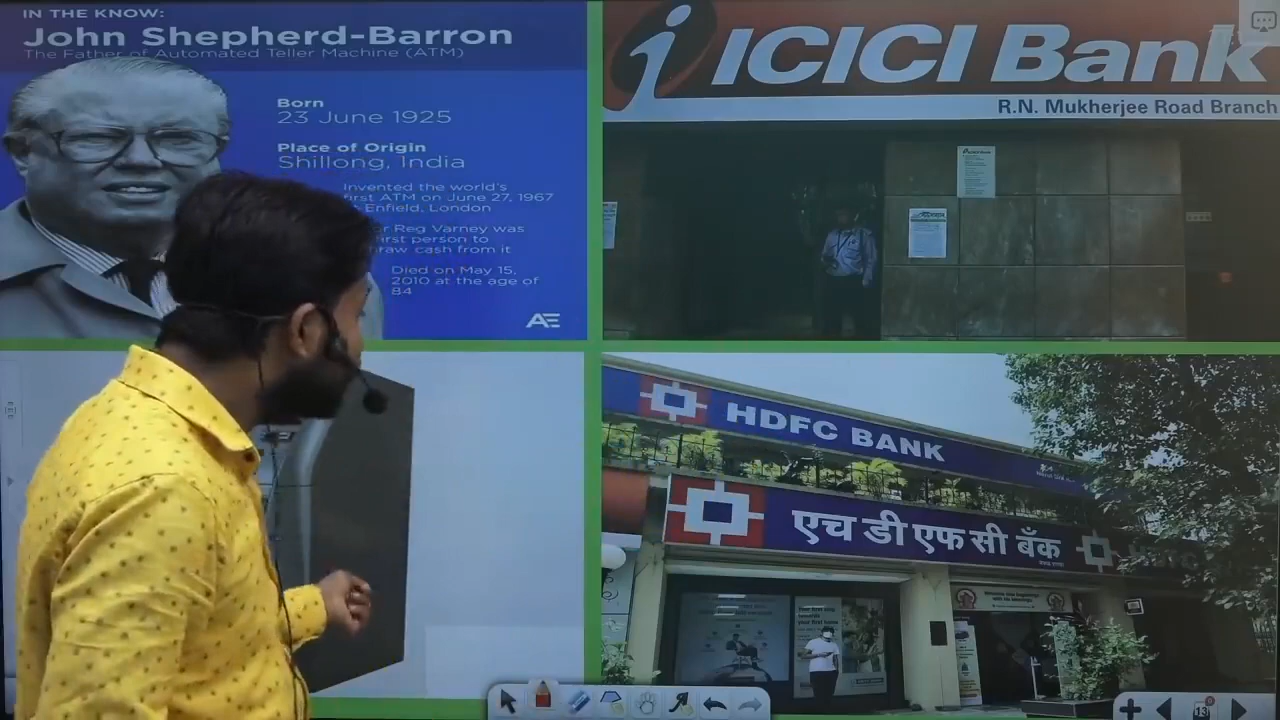 IN THE KNOW:
John Shepherd-Barron
The Father of Automated Teller Machine (ATM)
Born
23 June 1925
Place of Origin
Shillong, India
Invented the world's
first ATM on June 27, 1967
Enfield, London
Reg Varney was
first person to
cash from it
Died on May 15,
2010 at the age of
84
AE
i ICICI Bank
R.N. Mukherjee Road Branch
ICICI Bank
HDFC BANK
एच डी एफ सी बैंक
13